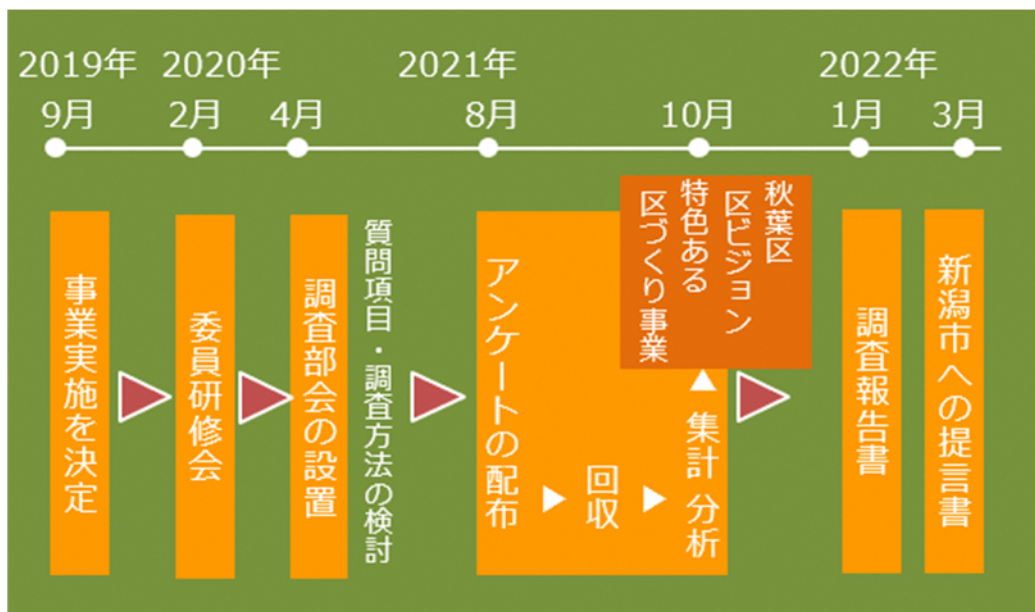 2019年
2020年
2021年
2022年
9月
2月
4月
8月
10月
1月
3月
事業実施を決定
委員研修会
調査部会の設置
質問項目・調査方法の検討
アンケートの配布
回収
集計 分析
秋葉区
区ビジョン
特色ある
区づくり事業
調査報告書
新潟市への提言書